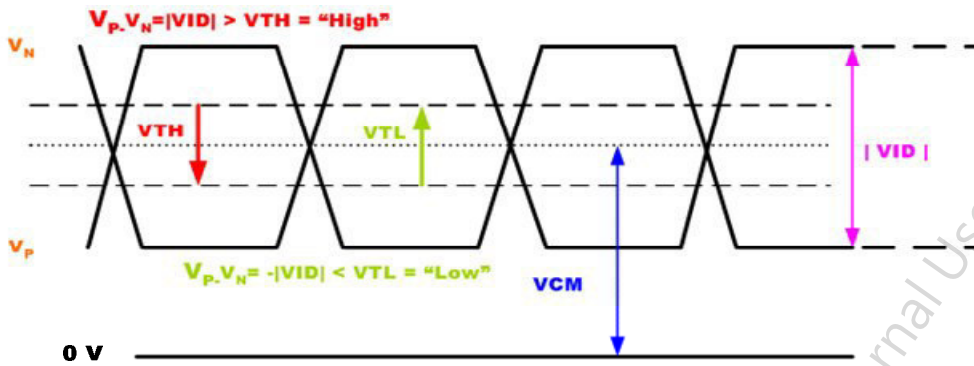 VP-VN=|VID| > VTH = “High”
VN
VTH
VTL
| VID |
VP
VP-VN= -|VID| < VTL = “Low”
VCM
0 V